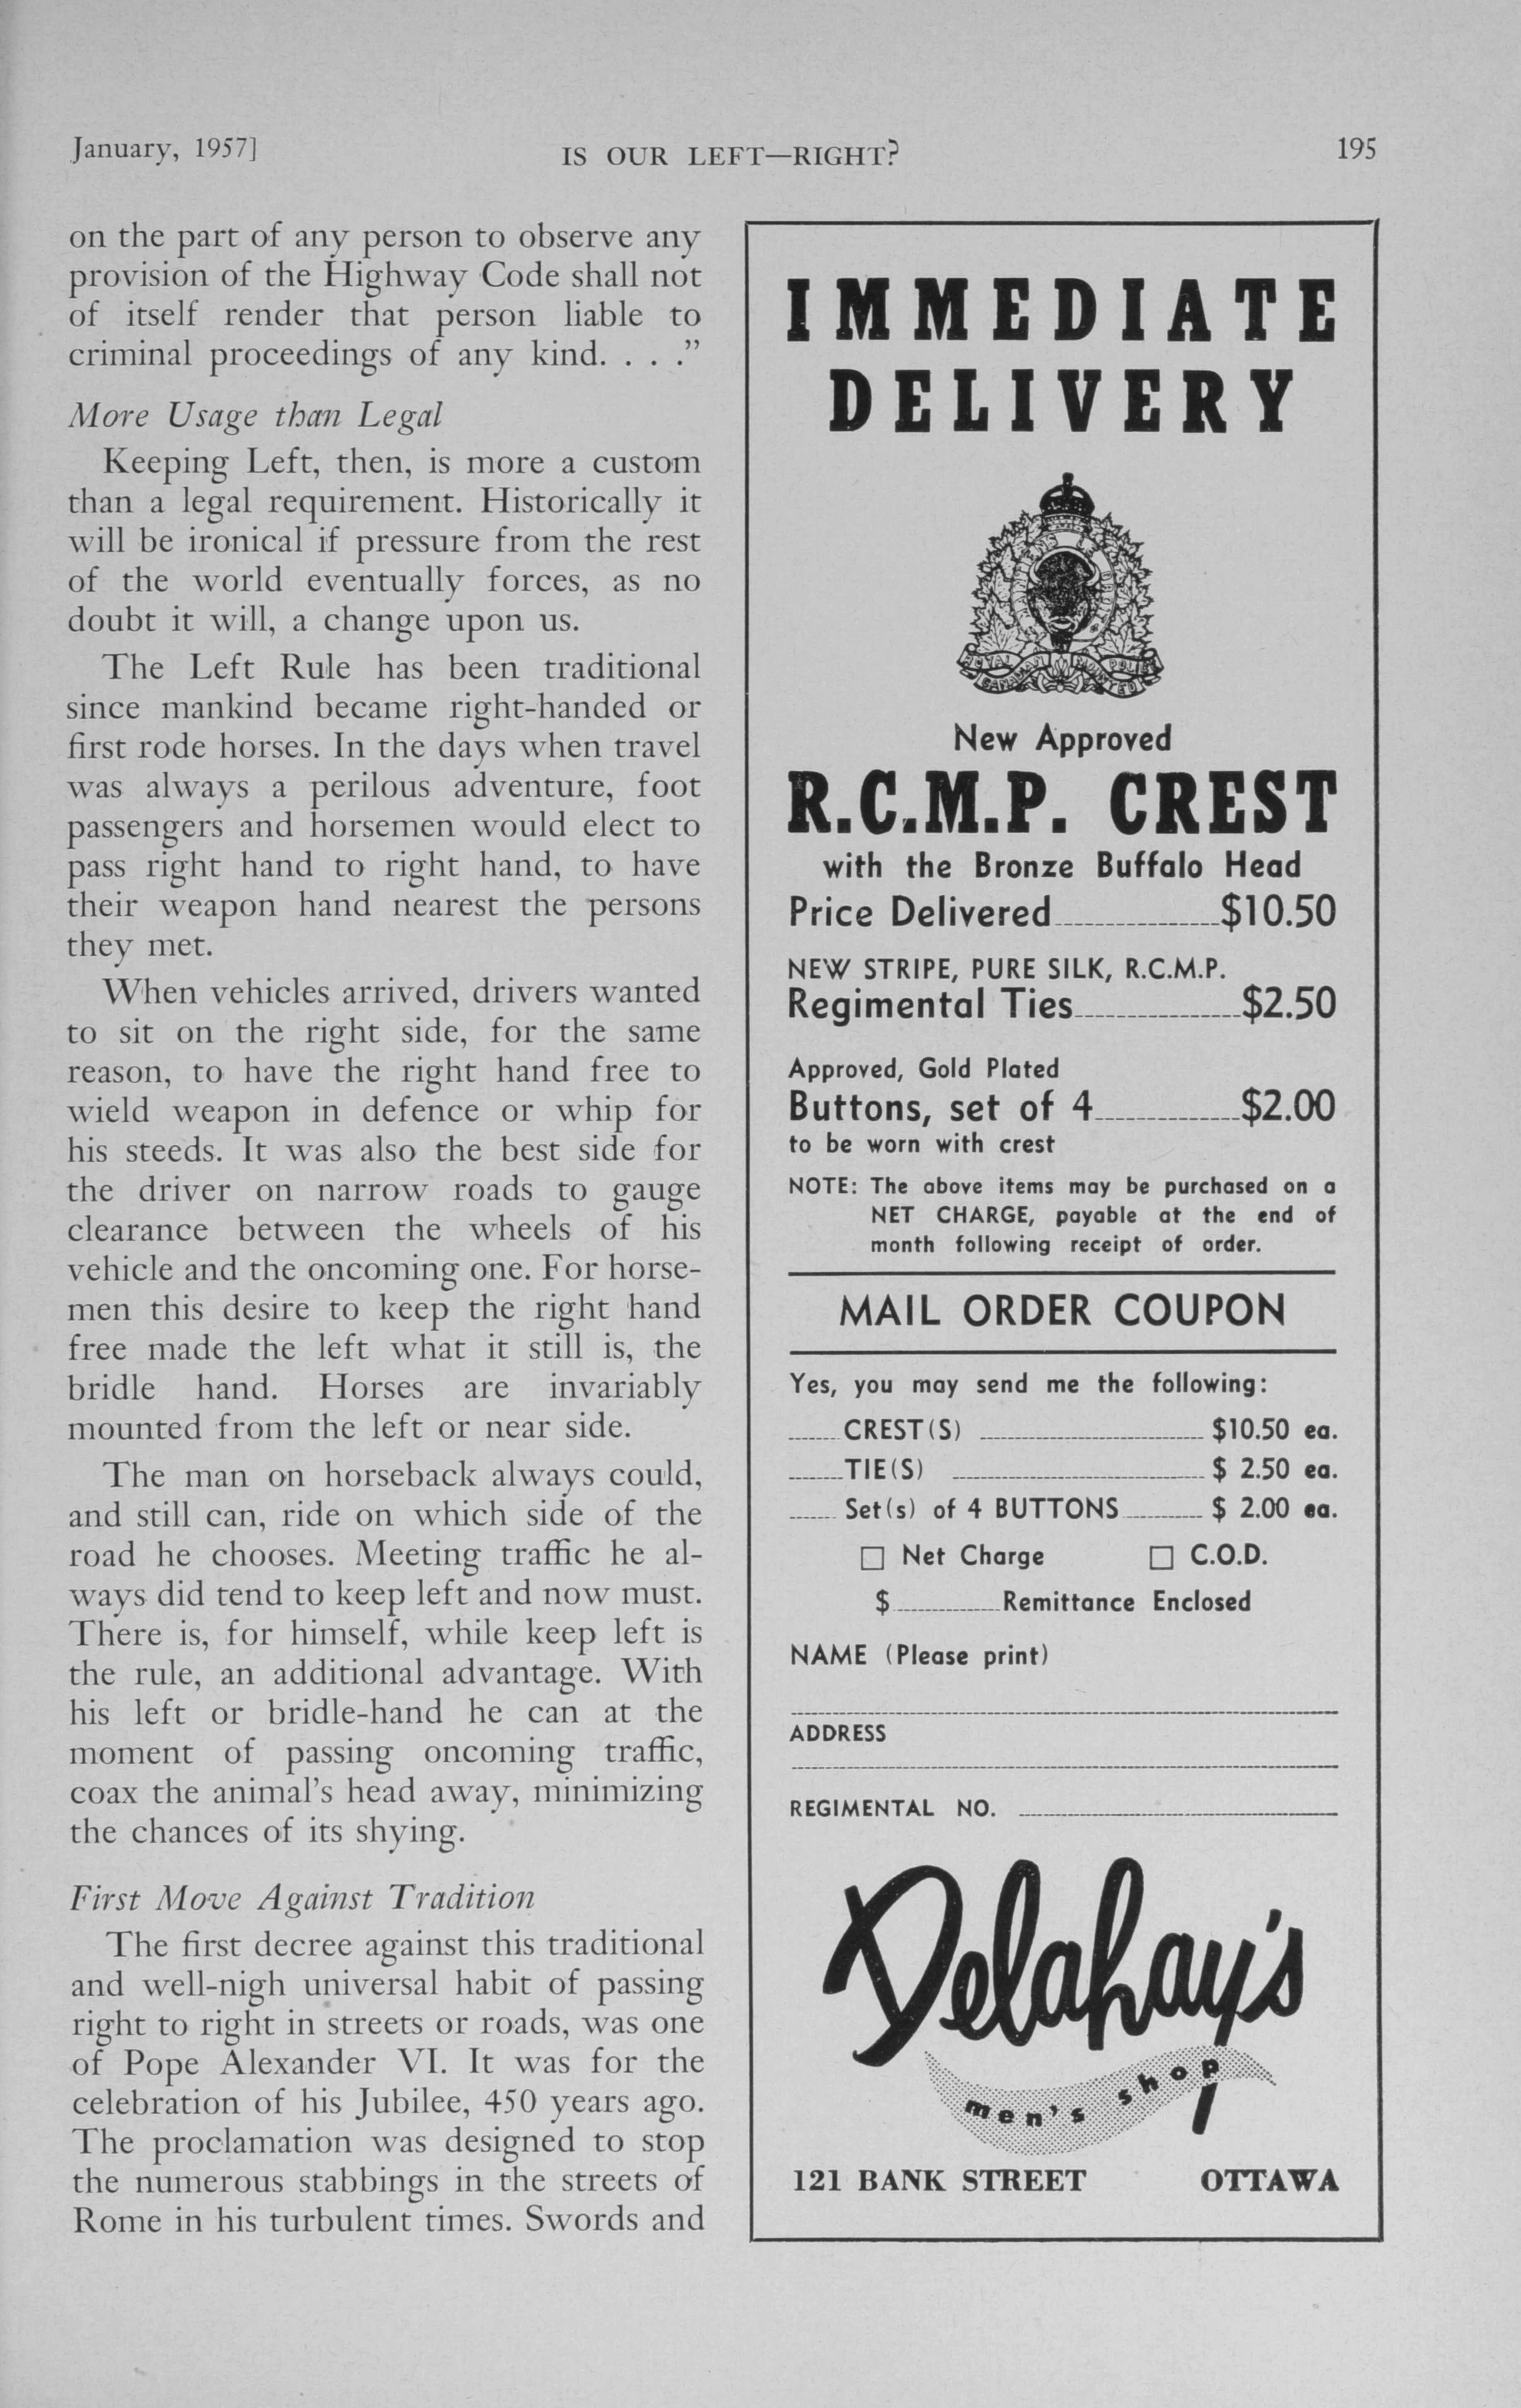 January, 1957]
IS OUR LEFT—RIGHT?
195
on the part of any person to observe any
provision of the Highway Code shall not
of itself render that person liable to
criminal proceedings of any kind. . . .”
More Usage than Legal
Keeping Left, then, is more a custom
than a legal requirement. Historically it
will be ironical if pressure from the rest
of the world eventually forces, as no
doubt it will, a change upon us.
The Left Rule has been traditional
since mankind became right-handed or
first rode horses. In the days when travel
was always a perilous adventure, foot
passengers and horsemen would elect to
pass right hand to right hand, to have
their weapon hand nearest the persons
they met.
When vehicles arrived, drivers wanted
to sit on the right side, for the same
reason, to have the right hand free to
wield weapon in defence or whip for
his steeds. It was also the best side for
the driver on narrow roads to gauge
clearance between the wheels of his
vehicle and the oncoming one. For horse-
men this desire to keep the right hand
free made the left what it still is, the
bridle hand. Horses are invariably
mounted from the left or near side.
The man on horseback always could,
and still can, ride on which side of the
road he chooses. Meeting traffic he al-
ways did tend to keep left and now must.
There is, for himself, while keep left is
the rule, an additional advantage. With
his left or bridle-hand he can at the
moment of passing oncoming traffic,
coax the animal's head away, minimizing
the chances of its shying.
First Move Against Tradition
The first decree against this traditional
and well-nigh universal habit of passing
right to right in streets or roads, was one
of Pope Alexander VI. It was for the
celebration of his Jubilee, 450 years ago.
The proclamation was designed to stop
the numerous stabbings in the streets of
Rome in his turbulent times. Swords and
IMMEDIATE
DELIVERY
ROYAL CANADIAN MOUNTED POLICE
New Approved
R.C.M.P. CREST
with the Bronze Buffalo Head
Price Delivered $10.50
NEW STRIPE, PURE SILK, R.C.M.P.
Regimental Ties $2.50
Approved, Gold Plated
Buttons, set of 4 $2.00
to be worn with crest
NOTE: The above items may be purchased on a
NET CHARGE, payable at the end of
month following receipt of order.
MAIL ORDER COUPON
Yes, you may send me the following:
CREST(S) $10.50 ea.
TIE(S) $ 2.50 ea.
Set(s) of 4 BUTTONS $ 2.00 ea.
☐ Net Charge ☐ C.O.D.
$ Remittance Enclosed
NAME (Please print)
ADDRESS
REGIMENTAL NO.
Delahay's
men's shop
121 BANK STREET OTTAWA